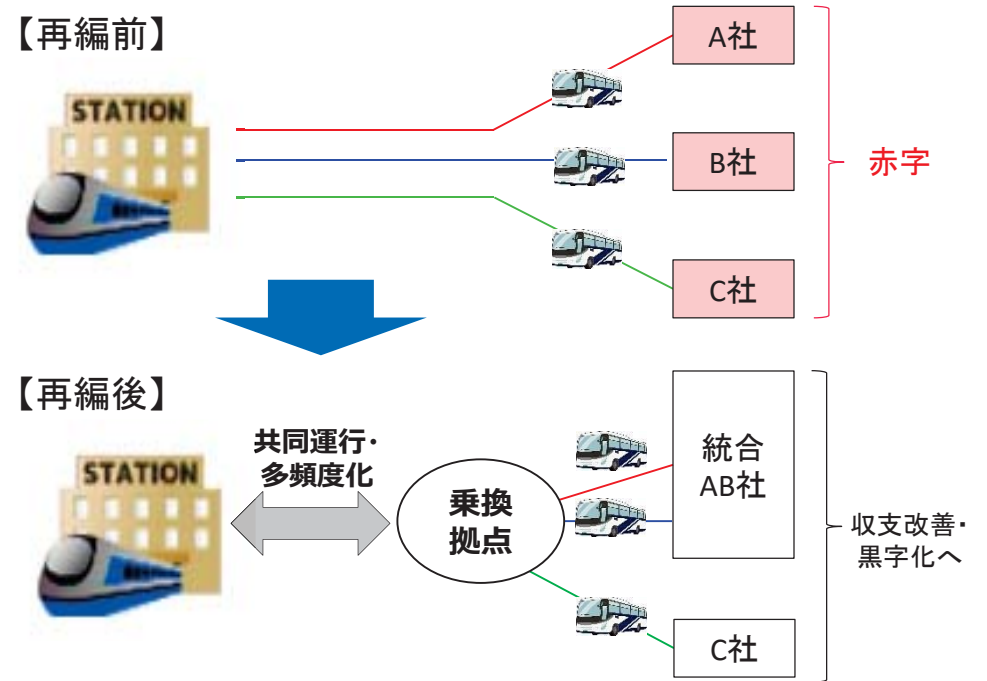 【再編前】
STATION
A社
B社
C社
赤字
【再編後】
STATION
共同運行・
多頻度化
乗換
拠点
統合
AB社
C社
収支改善・
黒字化へ